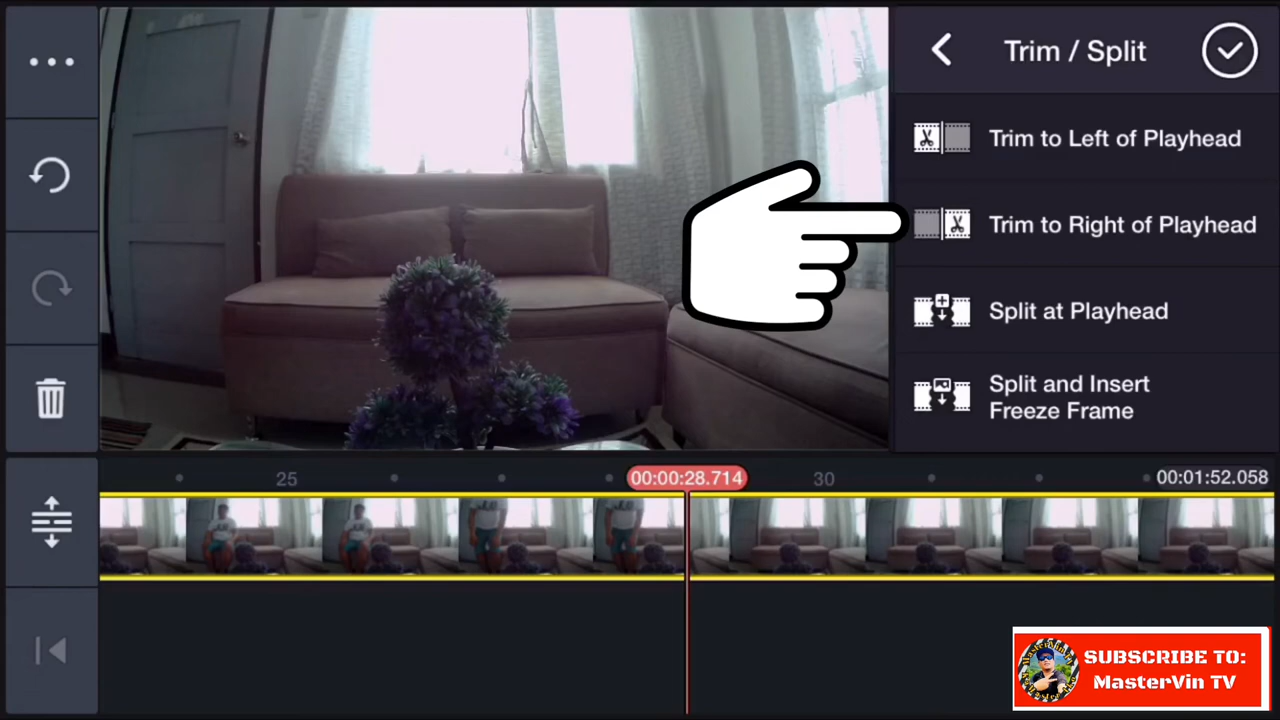 Trim / Split
Trim to Left of Playhead
Trim to Right of Playhead
Split at Playhead
Split and Insert
Freeze Frame
25
00:00:28.714
30
00:01:52.058
SUBSCRIBE TO:
MasterVin TV